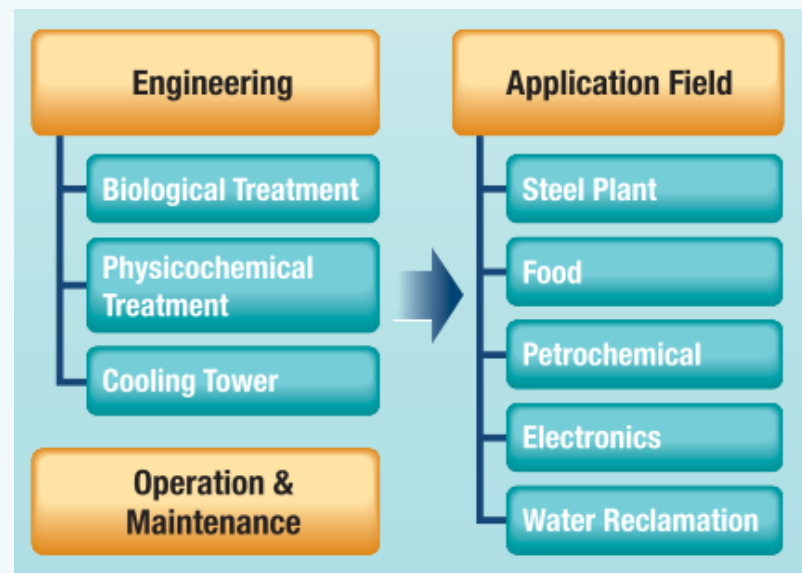 Engineering
Biological Treatment
Physicochemical
Treatment
Cooling Tower
Operation &
Maintenance
Application Field
Steel Plant
Food
Petrochemical
Electronics
Water Reclamation